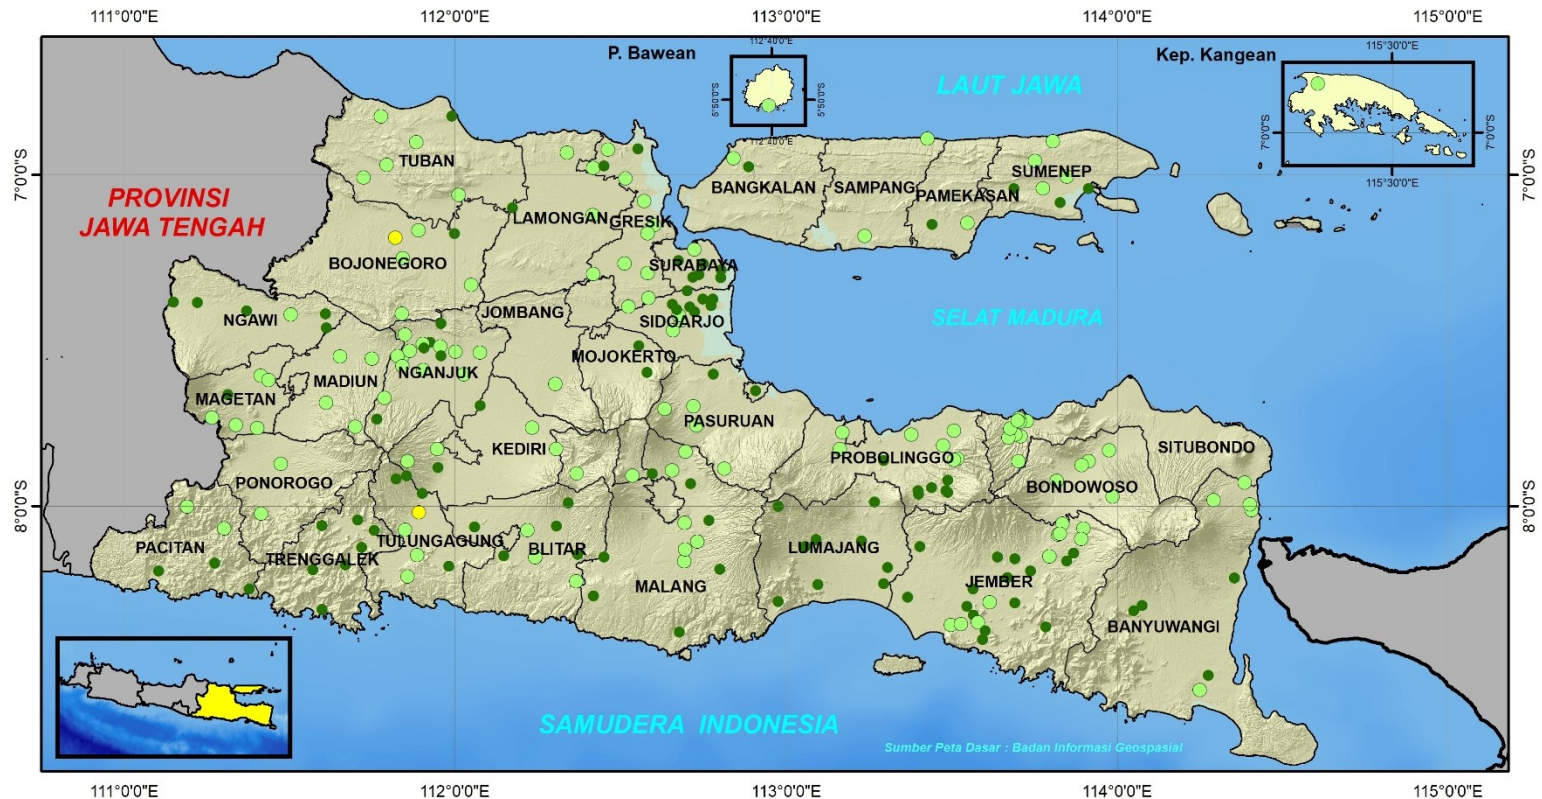 111°0'0"E
112°0'0"E
113°0'0"E
114°0'0"E
115°0'0"E
P. Bawean
112°40'0"E
Kep. Kangean
115°30'0"E
LAUT JAWA
5°50'0"S
5°50'0"S
7°0'0"S
7°0'0"S
112°40'0"E
115°30'0"E
7°0'0"S
7°0'0"S
TUBAN
SUMENEP
BANGKALAN
SAMPANG
PAMEKASAN
PROVINSI
JAWA TENGAH
LAMONGAN
GRESIK
BOJONEGORO
SURABAYA
NGAWI
JOMBANG
SIDOARJO
SELAT MADURA
MOJOKERTO
MADIUN
NGANJUK
MAGETAN
PASURUAN
KEDIRI
PROBOLINGGO
SITUBONDO
PONOROGO
BONDOWOSO
8°0'0"S
8°0'0"S
PACITAN
TRENGGALEK
TULUNGAGUNG
BLITAR
LUMAJANG
MALANG
JEMBER
BANYUWANGI
SAMUDERA INDONESIA
Sumber Peta Dasar : Badan Informasi Geospasial
111°0'0"E
112°0'0"E
113°0'0"E
114°0'0"E
115°0'0"E